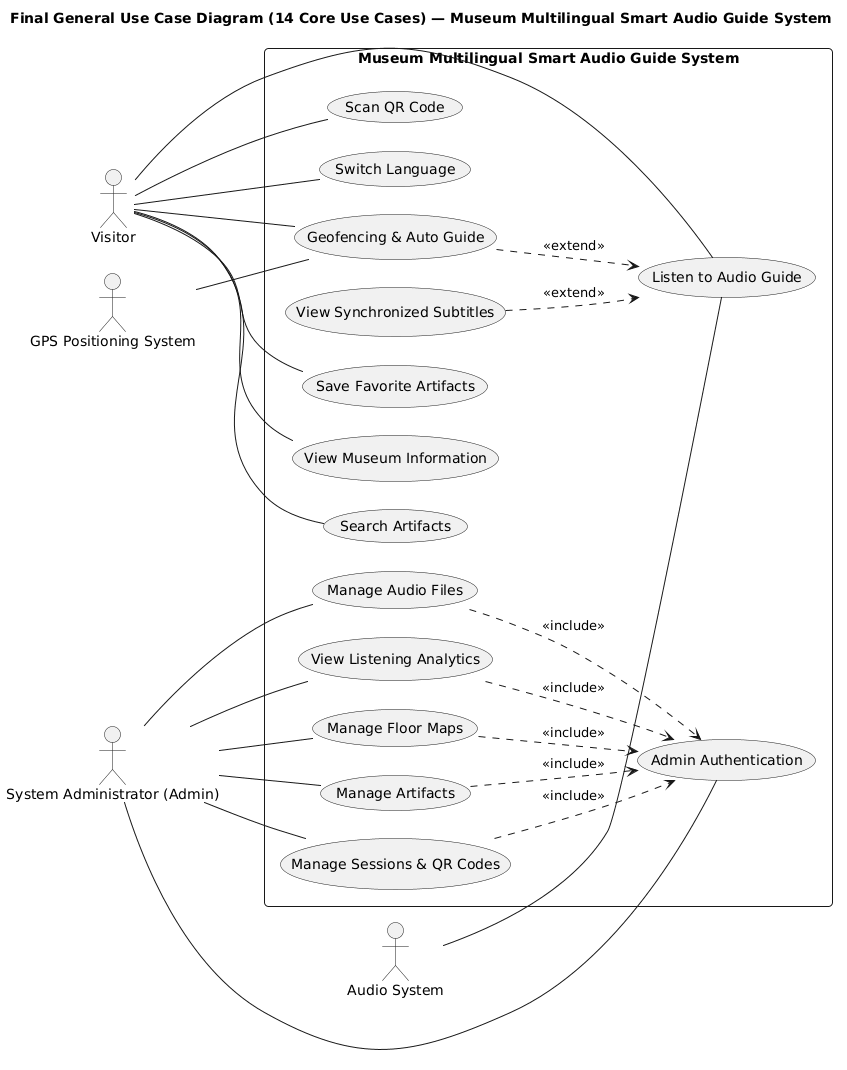 Final General Use Case Diagram (14 Core Use Cases) — Museum Multilingual Smart Audio Guide System
Museum Multilingual Smart Audio Guide System
Scan QR Code
Switch Language
Visitor
Geofencing & Auto Guide
«extend»
Listen to Audio Guide
«extend»
View Synchronized Subtitles
GPS Positioning System
Save Favorite Artifacts
View Museum Information
Search Artifacts
Manage Audio Files
«include»
View Listening Analytics
«include»
Manage Floor Maps
«include»
Admin Authentication
«include»
System Administrator (Admin)
Manage Artifacts
«include»
Manage Sessions & QR Codes
Audio System